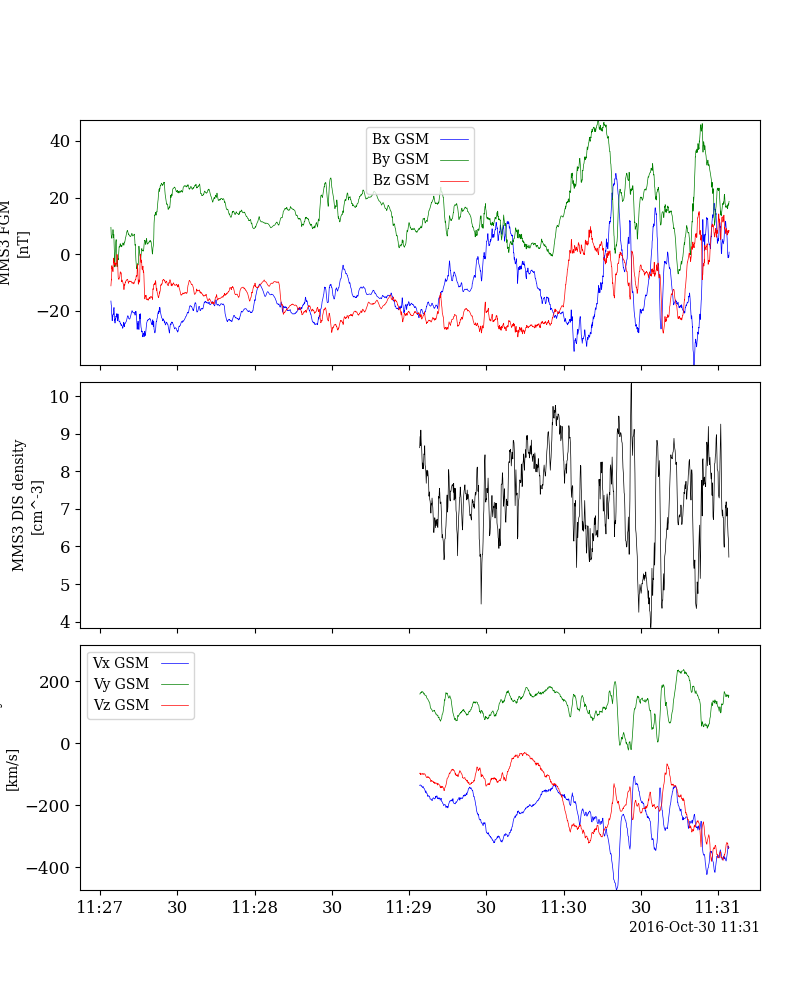 MMS3 FGM
[nT]
40
20
0
−20
Bx GSM
By GSM
Bz GSM
MMS3 DIS density
[cm^-3]
10
9
8
7
6
5
4
[km/s]
200
0
−200
−400
Vx GSM
Vy GSM
Vz GSM
11:27 30 11:28 30 11:29 30 11:30 30 11:31
2016-Oct-30 11:31